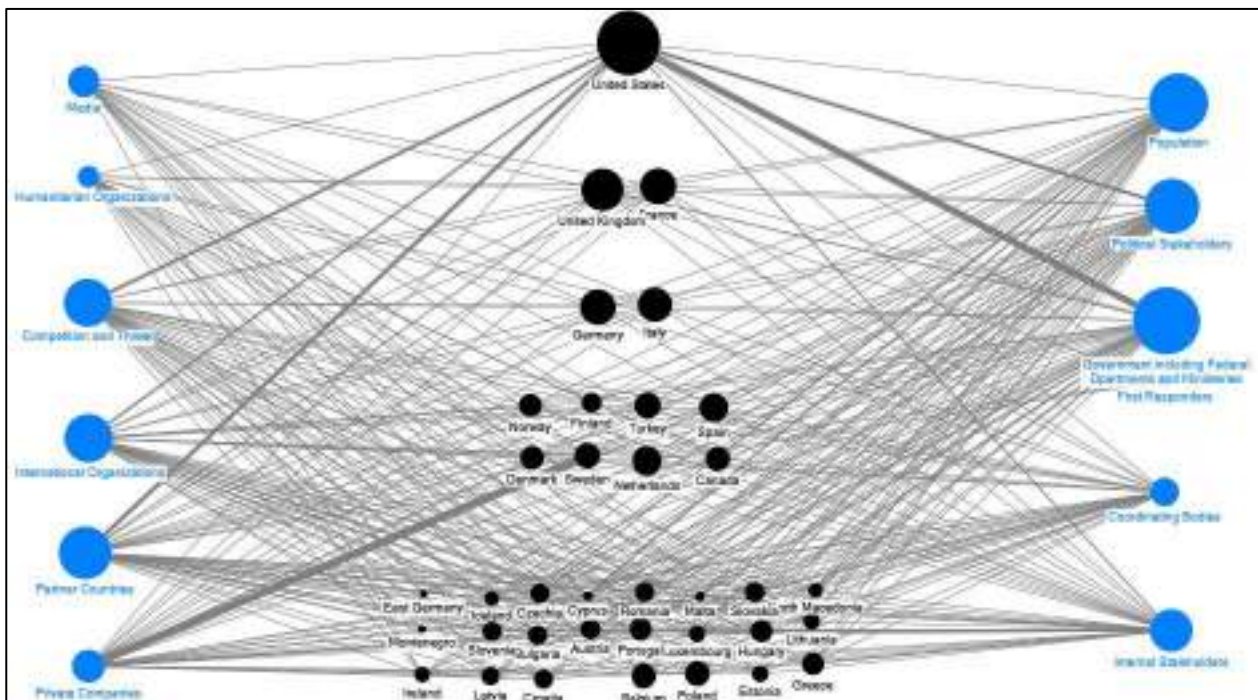 United States
Media
Population
Humanitarian Organizations
United Kingdom
France
Political Stakeholders
Competition and Threats
Germany
Italy
Government including Federal
Departments and Ministeries
First Responders
Norway
Finland
Turkey
Spain
International Organizations
Denmark
Sweden
Netherlands
Canada
Coordinating Bodies
Partner Countries
East Germany
Iceland
Czechia
Cyprus
Romania
Malta
Slovakia
North Macedonia
Montenegro
Slovenia
Bulgaria
Austria
Portugal
Luxembourg
Hungary
Lithuania
Internal Stakeholders
Private Companies
Ireland
Latvia
Croatia
Belgium
Poland
Estonia
Greece